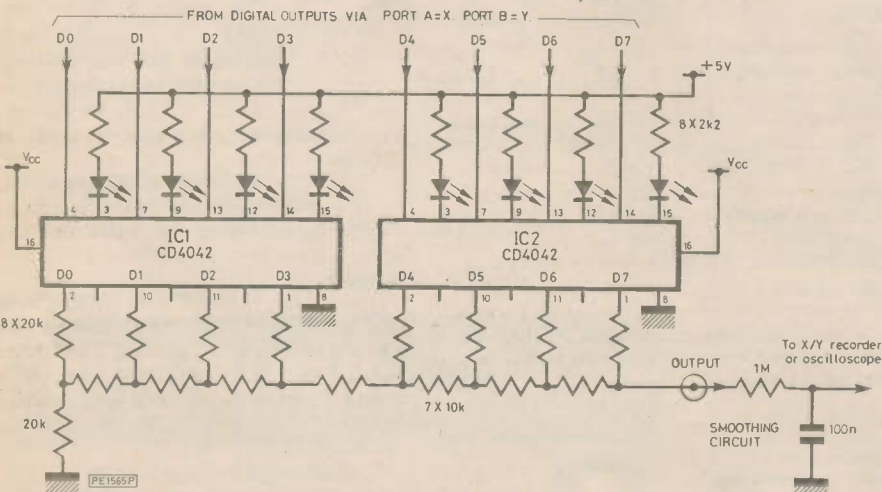 FROM DIGITAL OUTPUTS VIA PORT A=X. PORT B=Y.
D0 D1 D2 D3 D4 D5 D6 D7
+5V
8 X 2k2
Vcc Vcc
4 3 7 9 13 12 14 15 4 3 7 9 13 12 14 15
16 IC1 IC2 16
CD4042 CD4042
D0 D1 D2 D3 D4 D5 D6 D7
2 10 11 1 8 2 10 11 1 8
8 X 20k
To X/Y recorder
or oscilloscope
OUTPUT 1M
7 X 10k
20k
SMOOTHING
CIRCUIT
100n
PE1565P